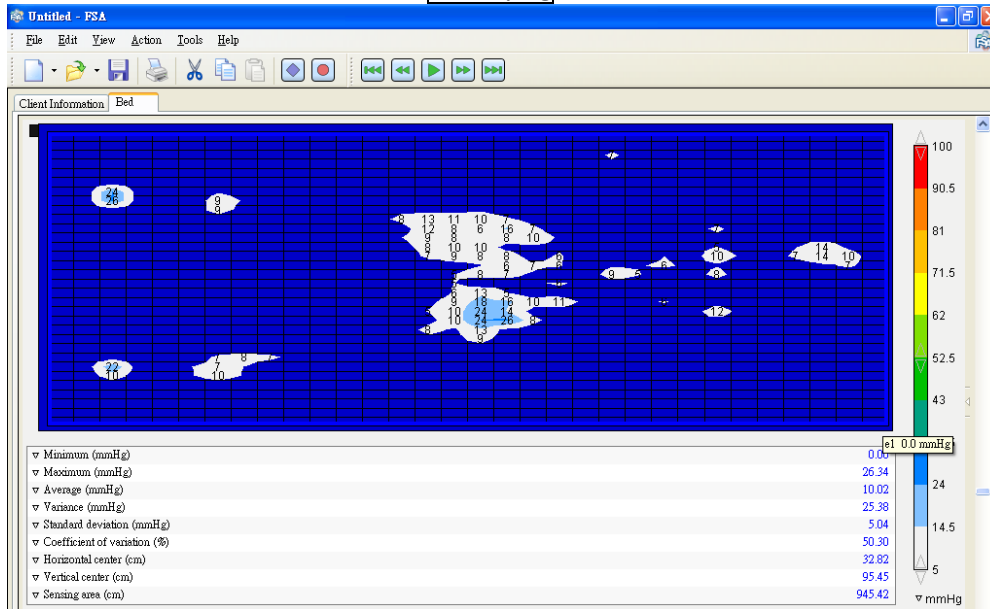 Untitled - FSA
File Edit View Action Tools Help
Client Information Bed
100
90.5
81
71.5
62
52.5
43
e1 0.0 mmHg
24
14.5
5
mmHg
24
26
9
9
8 13 11 10 7
12 8 6 16 7
9 8 8 10
8 10 10
7 9 8 8 6
8 7
9
6
7
10
8
12
14
7 14 10
7
6 13 9
9 18 16 10 11
10 24 14
10 24 26 8
8 13
9
22
10
7 8 7
7
10
Minimum (mmHg) 0.00
Maximum (mmHg) 26.34
Average (mmHg) 10.02
Variance (mmHg) 25.38
Standard deviation (mmHg) 5.04
Coefficient of variation (%) 50.30
Horizontal center (cm) 32.82
Vertical center (cm) 95.45
Sensing area (cm) 945.42